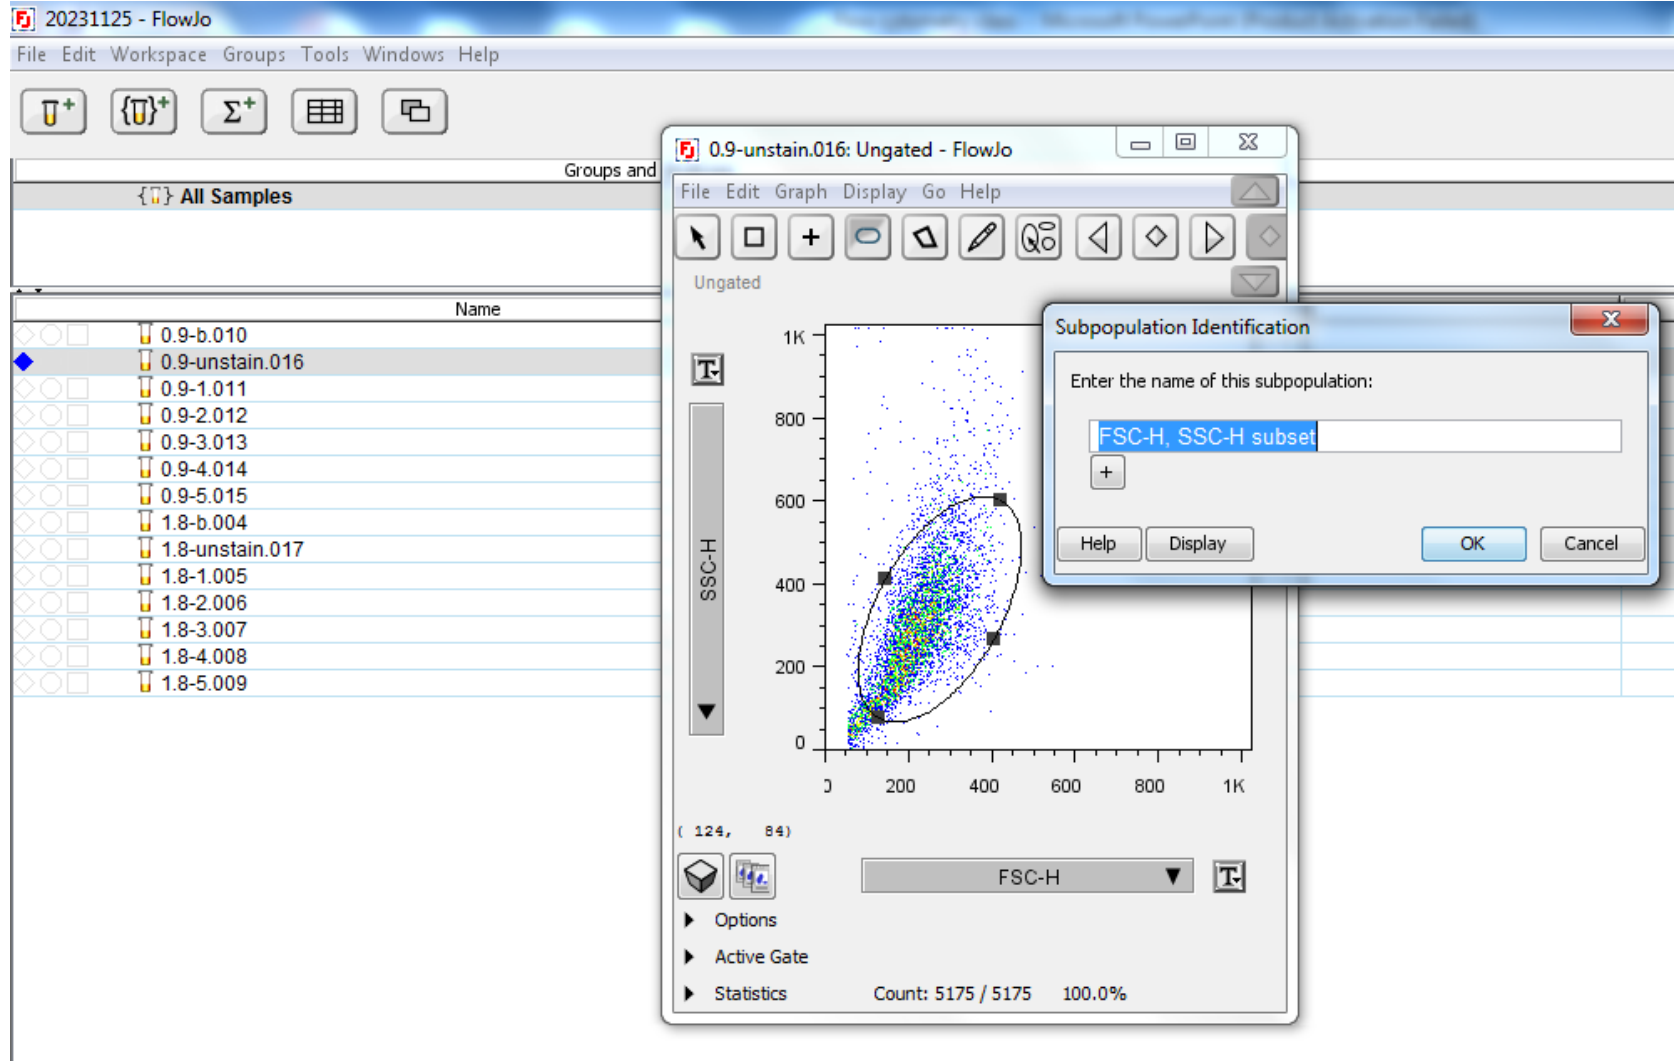 20231125 - FlowJo
File Edit Workspace Groups Tools Windows Help
Groups and
{} All Samples
Name
0.9-b.010
0.9-unstain.016
0.9-1.011
0.9-2.012
0.9-3.013
0.9-4.014
0.9-5.015
1.8-b.004
1.8-unstain.017
1.8-1.005
1.8-2.006
1.8-3.007
1.8-4.008
1.8-5.009
0.9-unstain.016: Ungated - FlowJo
File Edit Graph Display Go Help
Ungated
1K
800
600
400
200
0
SSC-H
0 200 400 600 800 1K
( 124, 84)
FSC-H
Options
Active Gate
Statistics Count: 5175 / 5175 100.0%
Subpopulation Identification
Enter the name of this subpopulation:
FSC-H, SSC-H subset
+
Help Display OK Cancel